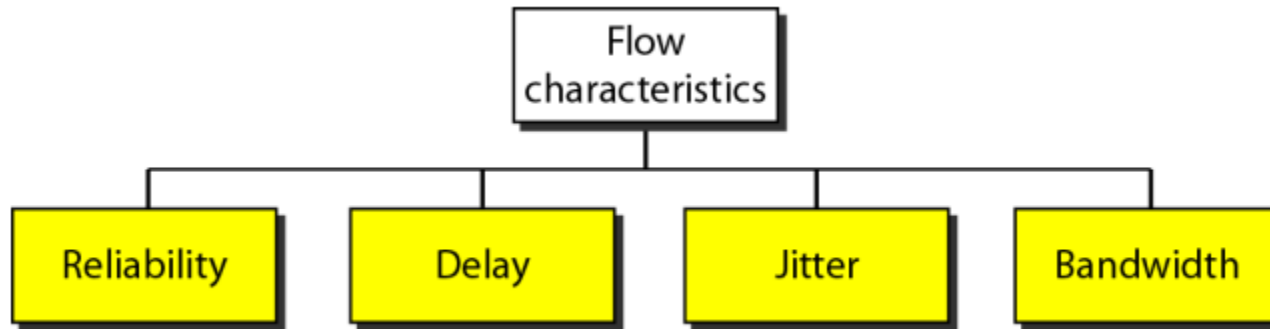 Flow
characteristics
Reliability
Delay
Jitter
Bandwidth